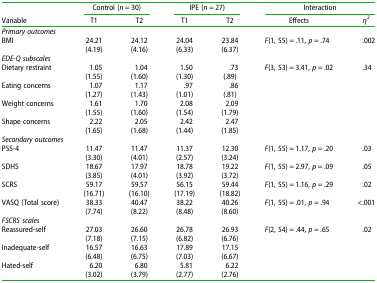 Control (n = 30) IPE (n = 27) Interaction
Variable T1 T2 T1 T2 Effects η²
Primary outcomes
BMI 24.21 24.12 24.04 23.84 F(1, 55) = .11, p = .74 .002
(4.19) (4.16) (6.33) (6.37)
EDE-Q subscales
Dietary restraint 1.05 1.04 1.50 .73 F(3, 53) = 3.41, p = .02 .34
(1.55) (1.60) (1.30) (.89)
Eating concerns 1.07 1.17 .97 .86
(1.27) (1.43) (1.01) (.81)
Weight concerns 1.61 1.70 2.08 2.09
(1.55) (1.60) (1.54) (1.79)
Shape concerns 2.22 2.05 2.42 2.47
(1.65) (1.68) (1.44) (1.85)
Secondary outcomes
PSS-4 11.47 11.47 11.37 12.30 F(1, 55) = 1.17, p = .20 .03
(3.30) (4.01) (2.57) (3.24)
SDHS 18.67 17.97 18.78 19.22 F(1, 55) = 2.97, p = .09 .05
(3.85) (4.01) (3.92) (3.72)
SCRS 59.17 59.57 56.15 59.44 F(1, 55) = 1.16, p = .29 .02
(16.71) (16.10) (17.19) (18.82)
VASQ (Total score) 38.33 40.47 38.22 40.26 F(1, 55) = .01, p = .94 <.001
(7.74) (8.22) (8.48) (8.60)
FSCRS scales
Reassured-self 27.03 26.60 26.78 26.93 F(2, 54) = .44, p = .65 .02
(7.18) (7.15) (6.82) (6.76)
Inadequate-self 16.57 16.63 17.89 17.15
(6.48) (6.75) (7.03) (6.67)
Hated-self 6.20 6.80 5.81 6.22
(3.02) (3.79) (2.77) (2.76)